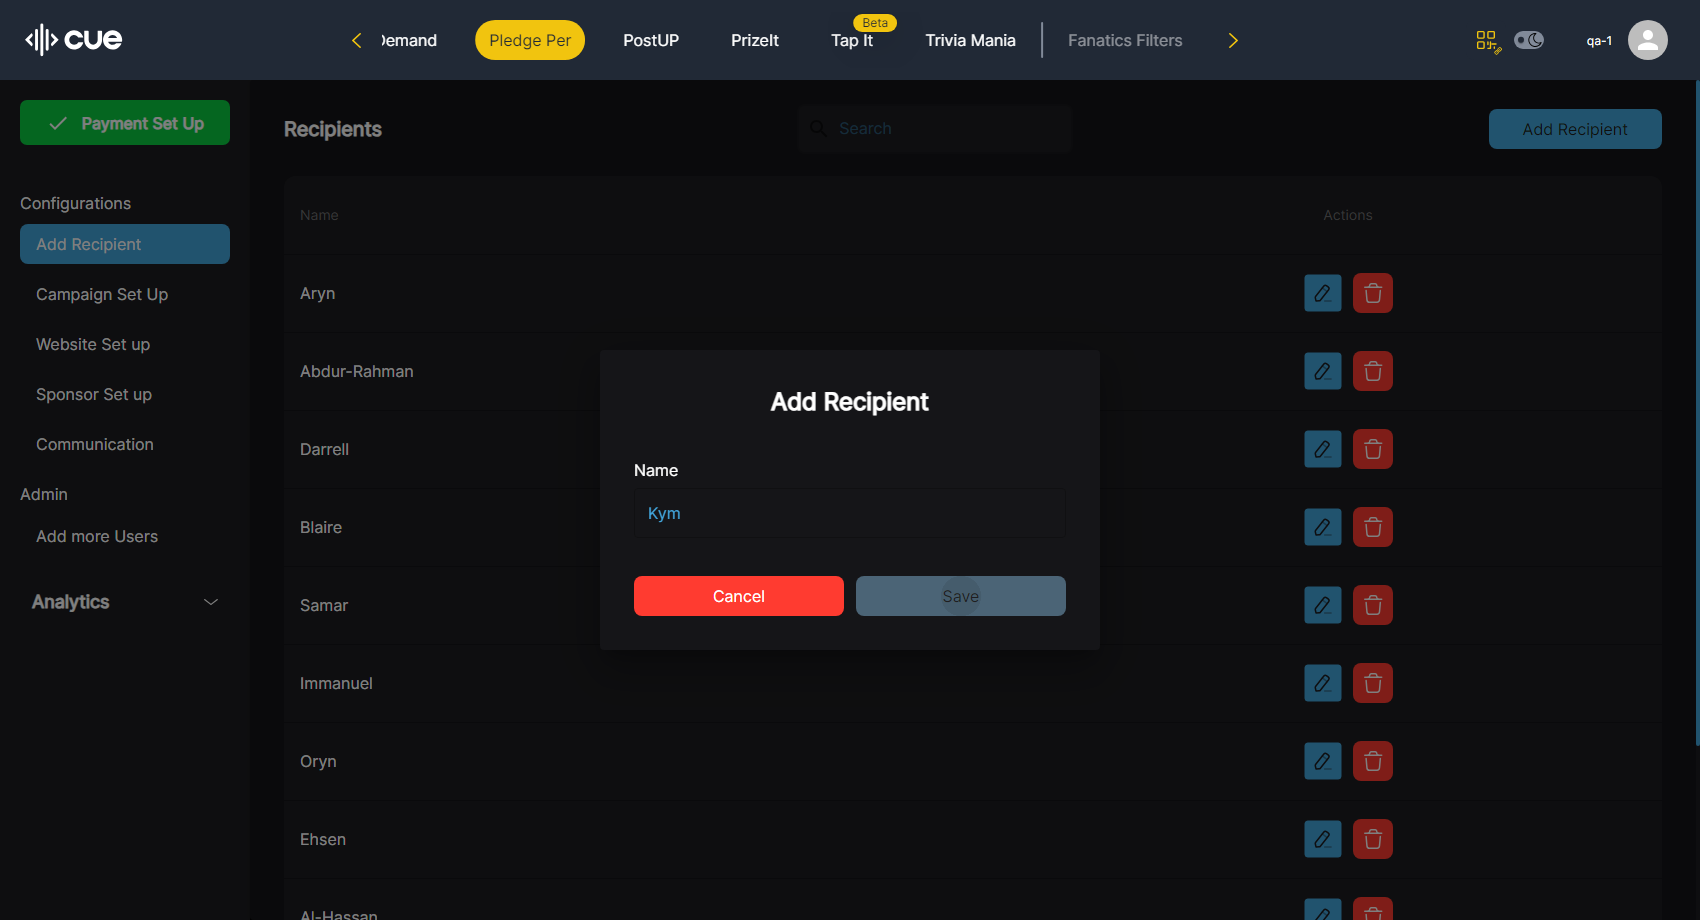 cue
Demand
Pledge Per
PostUP
PrizeIt
Tap It
Beta
Trivia Mania
Fanatics Filters
qa-1
Payment Set Up
Configurations
Add Recipient
Campaign Set Up
Website Set up
Sponsor Set up
Communication
Admin
Add more Users
Analytics
Recipients
Search
Add Recipient
Name
Actions
Aryn
Abdur-Rahman
Darrell
Blaire
Samar
Immanuel
Oryn
Ehsen
Al-Hassan
Add Recipient
Name
Kym
Cancel
Save